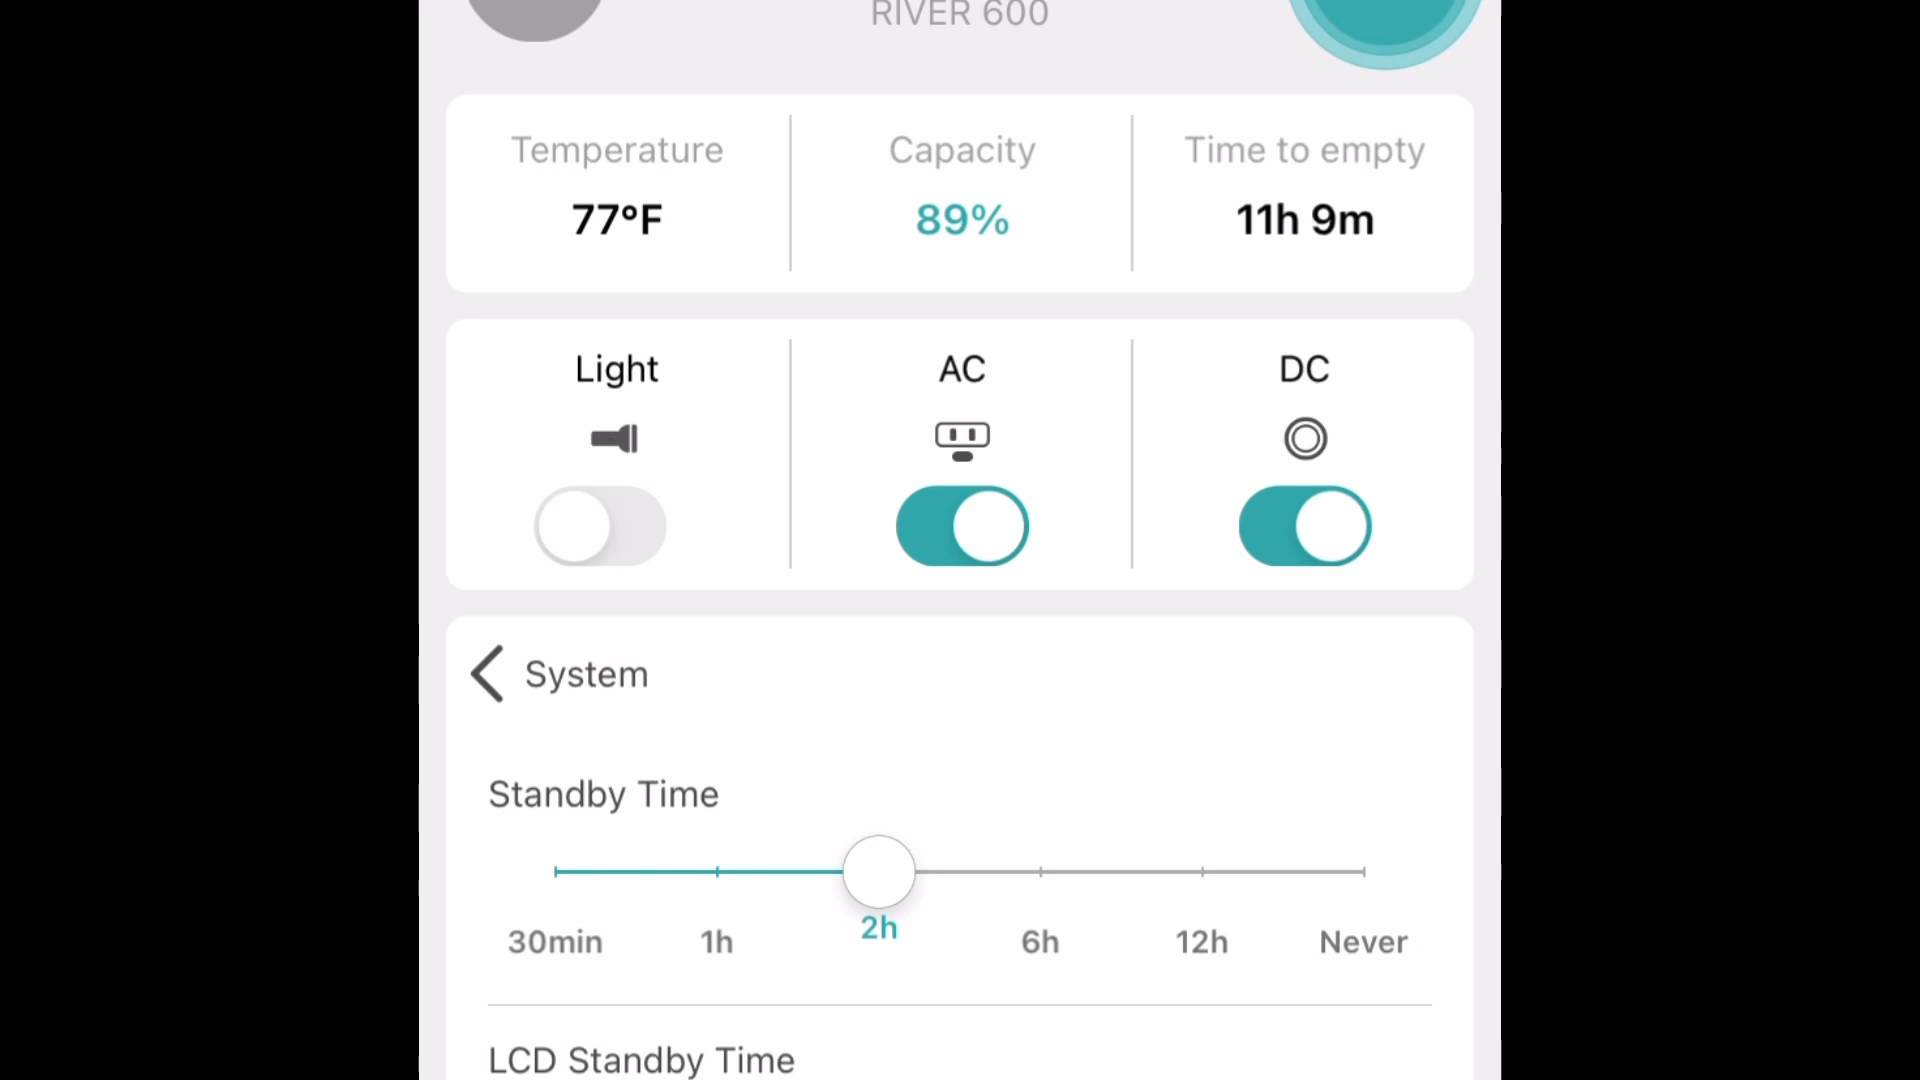 RIVER 600
Temperature
Capacity
Time to empty
77°F
89%
11h 9m
Light
AC
DC
System
Standby Time
30min
1h
2h
6h
12h
Never
LCD Standby Time